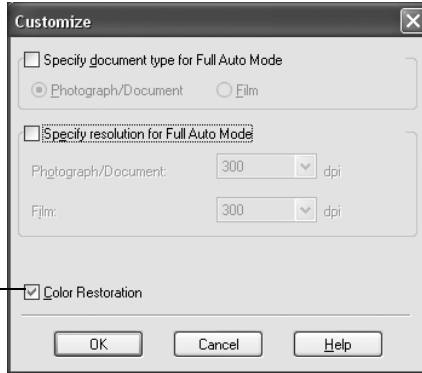 Customize
Specify document type for Full Auto Mode
Photograph/Document Film
Specify resolution for Full Auto Mode
Photograph/Document: 300 dpi
Film: 300 dpi
Color Restoration
OK Cancel Help